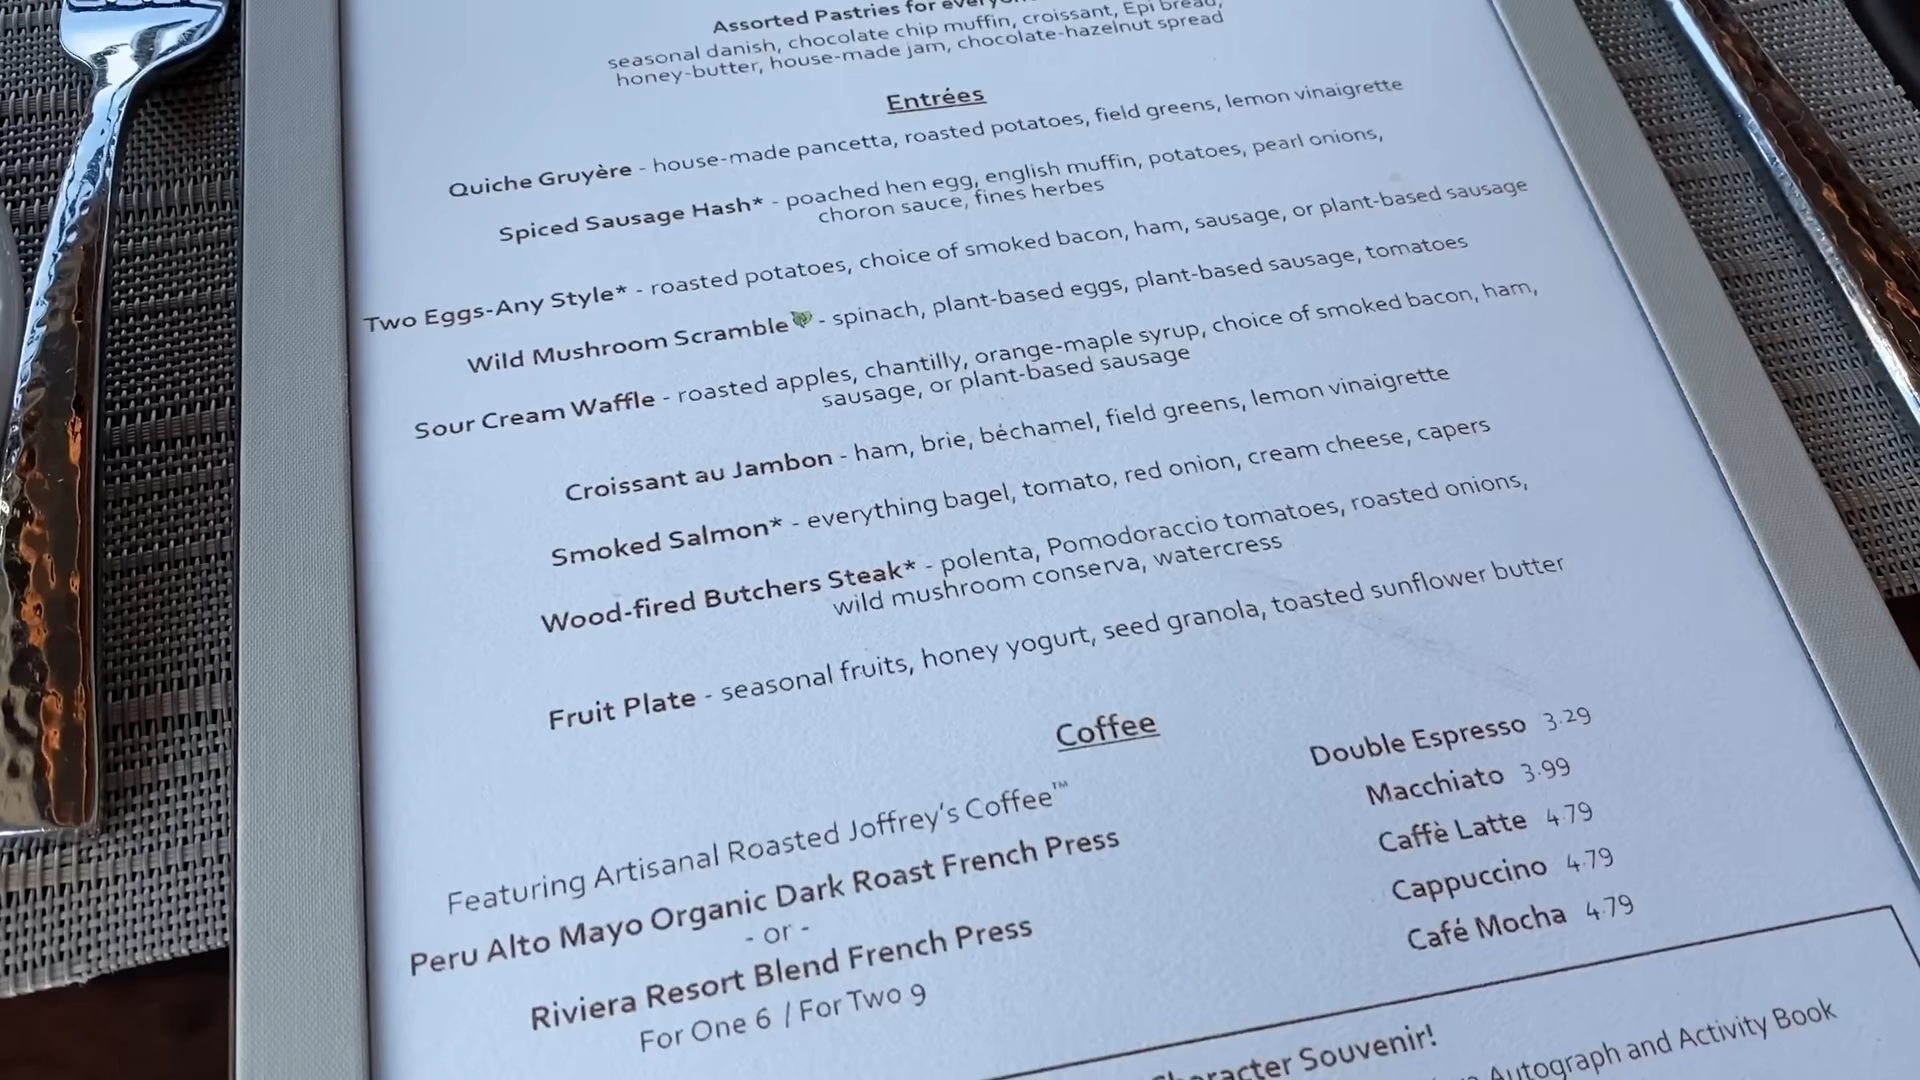 Assorted Pastries for
seasonal danish, chocolate chip muffin, croissant, Epi bread,
honey-butter, house-made jam, chocolate-hazelnut spread
Entrées
Quiche Gruyère - house-made pancetta, roasted potatoes, field greens, lemon vinaigrette
Spiced Sausage Hash* - poached hen egg, english muffin, potatoes, pearl onions,
choron sauce, fines herbes
Two Eggs-Any Style* - roasted potatoes, choice of smoked bacon, ham, sausage, or plant-based sausage
Wild Mushroom Scramble - spinach, plant-based eggs, plant-based sausage, tomatoes
Sour Cream Waffle - roasted apples, chantilly, orange-maple syrup, choice of smoked bacon, ham,
sausage, or plant-based sausage
Croissant au Jambon - ham, brie, béchamel, field greens, lemon vinaigrette
Smoked Salmon* - everything bagel, tomato, red onion, cream cheese, capers
Wood-fired Butchers Steak* - polenta, Pomodoraccio tomatoes, roasted onions,
wild mushroom conserva, watercress
Fruit Plate - seasonal fruits, honey yogurt, seed granola, toasted sunflower butter
Coffee
Featuring Artisanal Roasted Joffrey's Coffee™
Peru Alto Mayo Organic Dark Roast French Press
- or -
Riviera Resort Blend French Press
For One 6 / For Two 9
Double Espresso 3.29
Macchiato 3.99
Caffè Latte 4.79
Cappuccino 4.79
Café Mocha 4.79
Character Souvenir!
Autograph and Activity Book